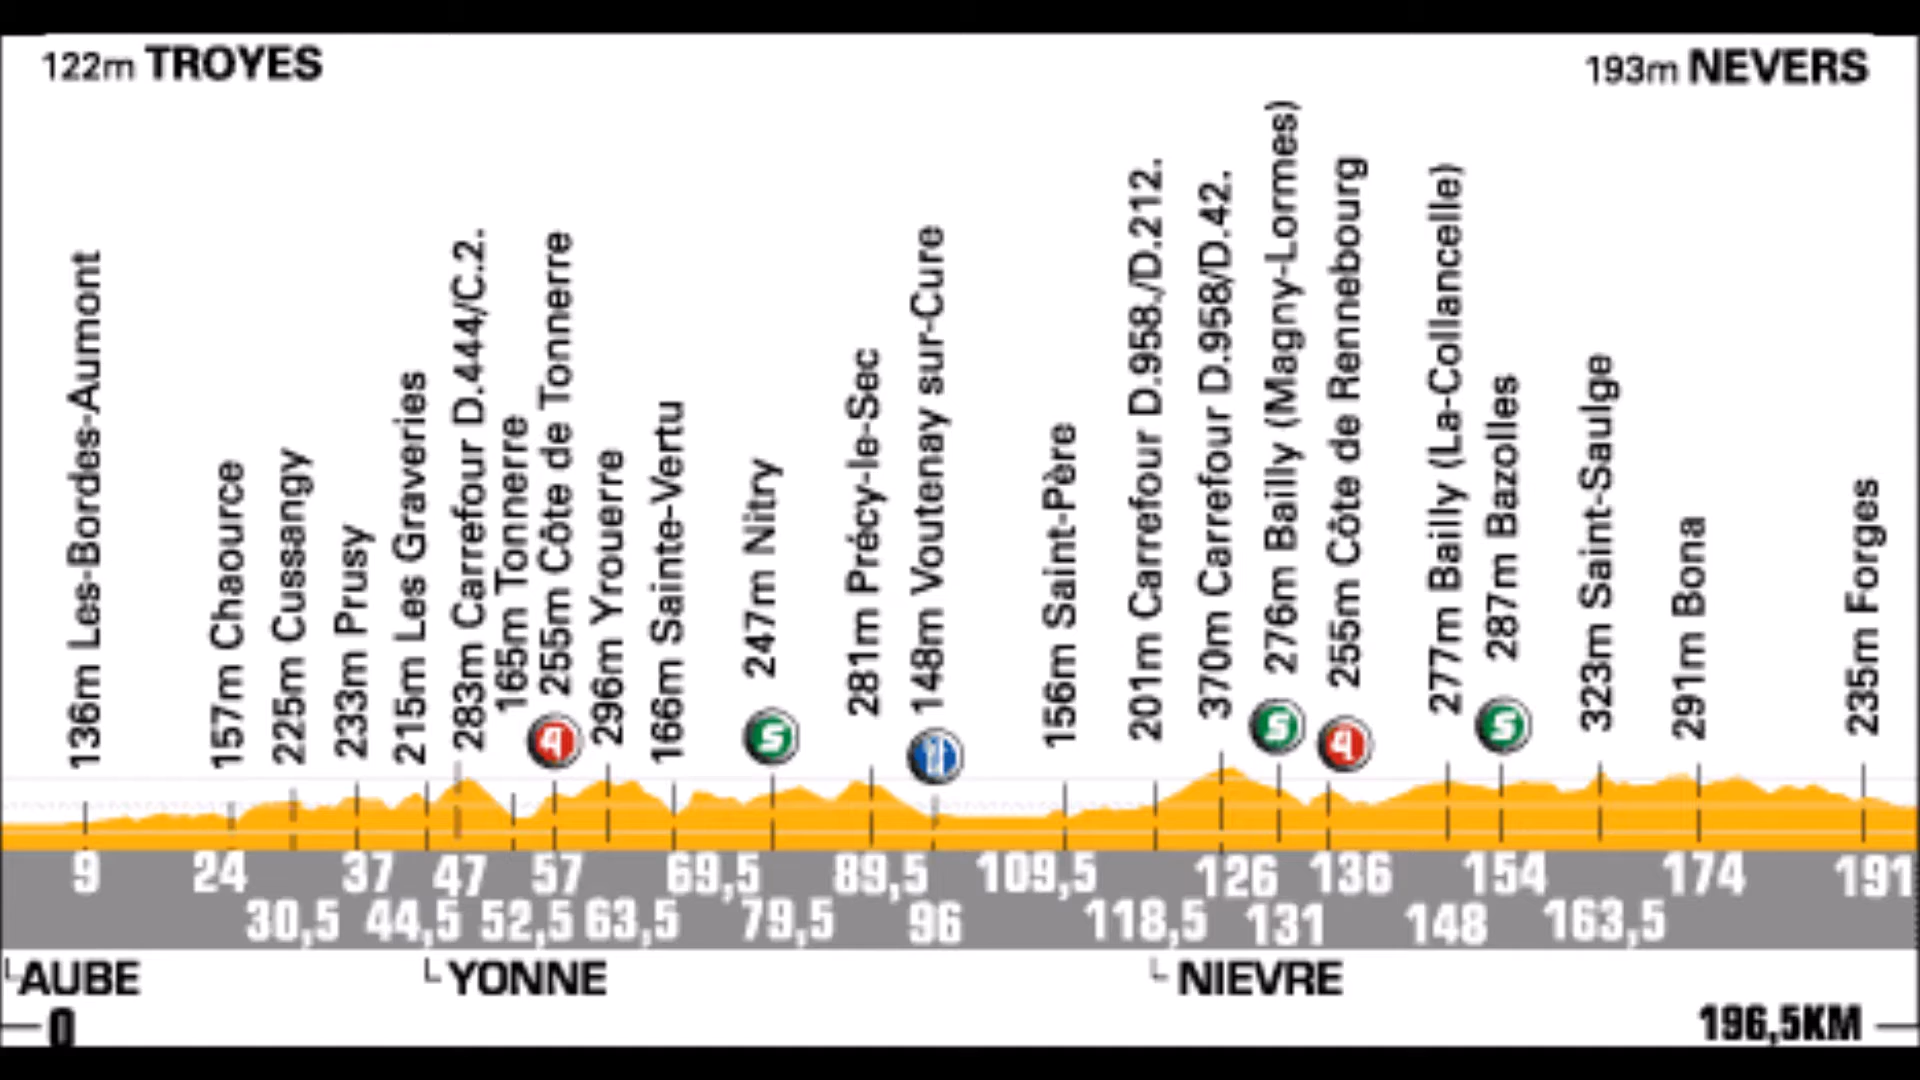 122m TROYES
193m NEVERS
136m Les-Bordes-Aumont
157m Chaource
225m Cussangy
233m Prusy
215m Les Graveries
283m Carrefour D.444/C.2.
165m Tonnerre
255m Côte de Tonnerre
296m Yrouerre
166m Sainte-Vertu
247m Nitry
281m Précy-le-Sec
148m Voutenay sur-Cure
156m Saint-Père
201m Carrefour D.958./D.212.
370m Carrefour D.958/D.42.
276m Bailly (Magny-Lormes)
255m Côte de Rennebourg
277m Bailly (La-Collancelle)
287m Bazolles
323m Saint-Saulge
291m Bona
235m Forges
4 S S 4 S
9 24 37 47 57 69,5 89,5 109,5 126 136 154 174 191
30,5 44,5 52,5 63,5 79,5 96 118,5 131 148 163,5
AUBE YONNE NIEVRE
0 196,5KM